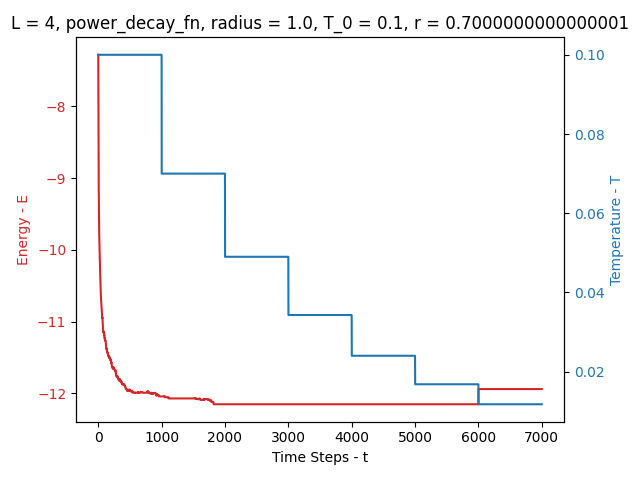 L = 4, power_decay_fn, radius = 1.0, T_0 = 0.1, r = 0.7000000000000001
−8
−9
−10
−11
−12
Energy - E
0.10
0.08
0.06
0.04
0.02
Temperature - T
0 1000 2000 3000 4000 5000 6000 7000
Time Steps - t